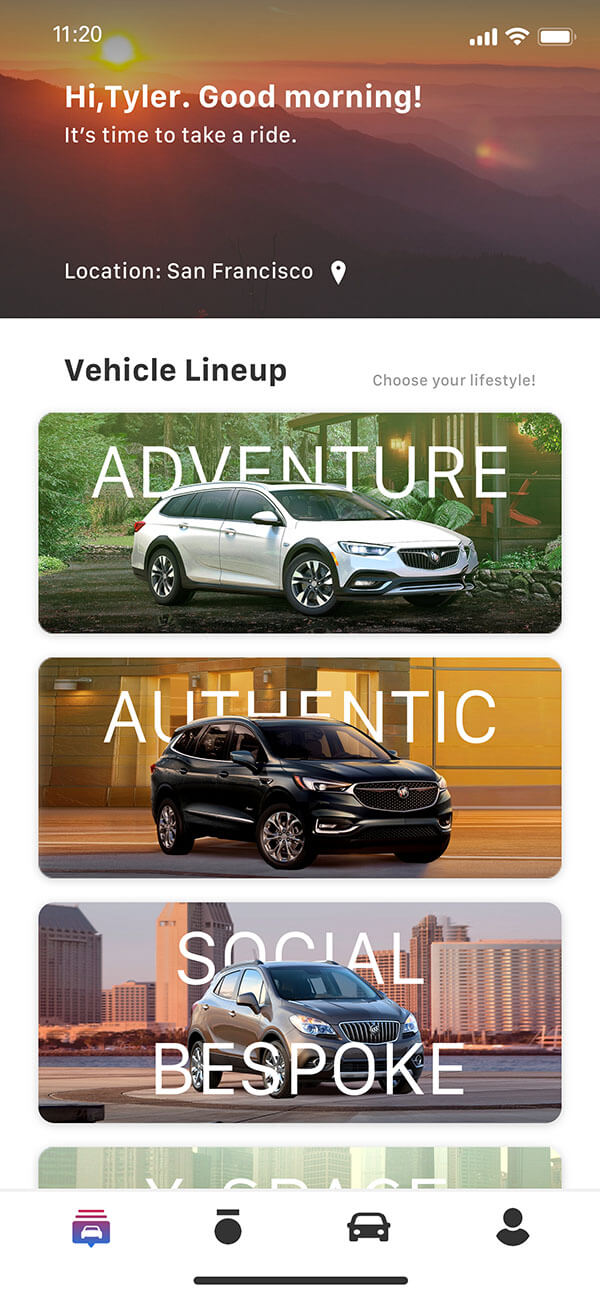 11:20
Hi,Tyler. Good morning!
It's time to take a ride.
Location: San Francisco
Vehicle Lineup
Choose your lifestyle!
ADVENTURE
AUTHENTIC
SOCIAL
BESPOKE